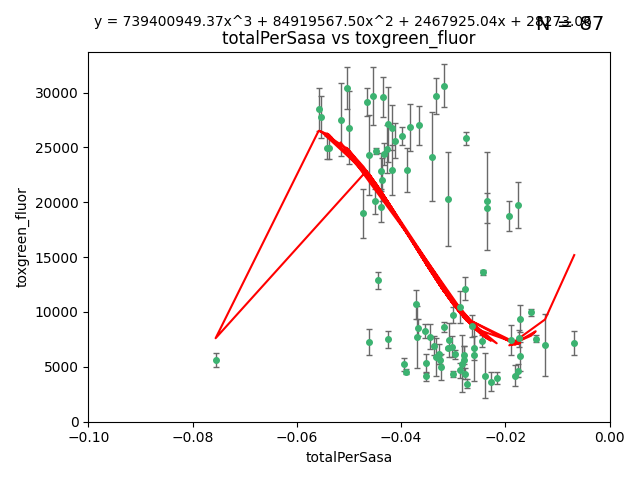 y = 739400949.37x^3 + 84919567.50x^2 + 2467925.04x +
N = 87
totalPerSasa vs toxgreen_fluor
30000
25000
20000
15000
10000
5000
0
toxgreen_fluor
−0.10
−0.08
−0.06
−0.04
−0.02
0.00
totalPerSasa